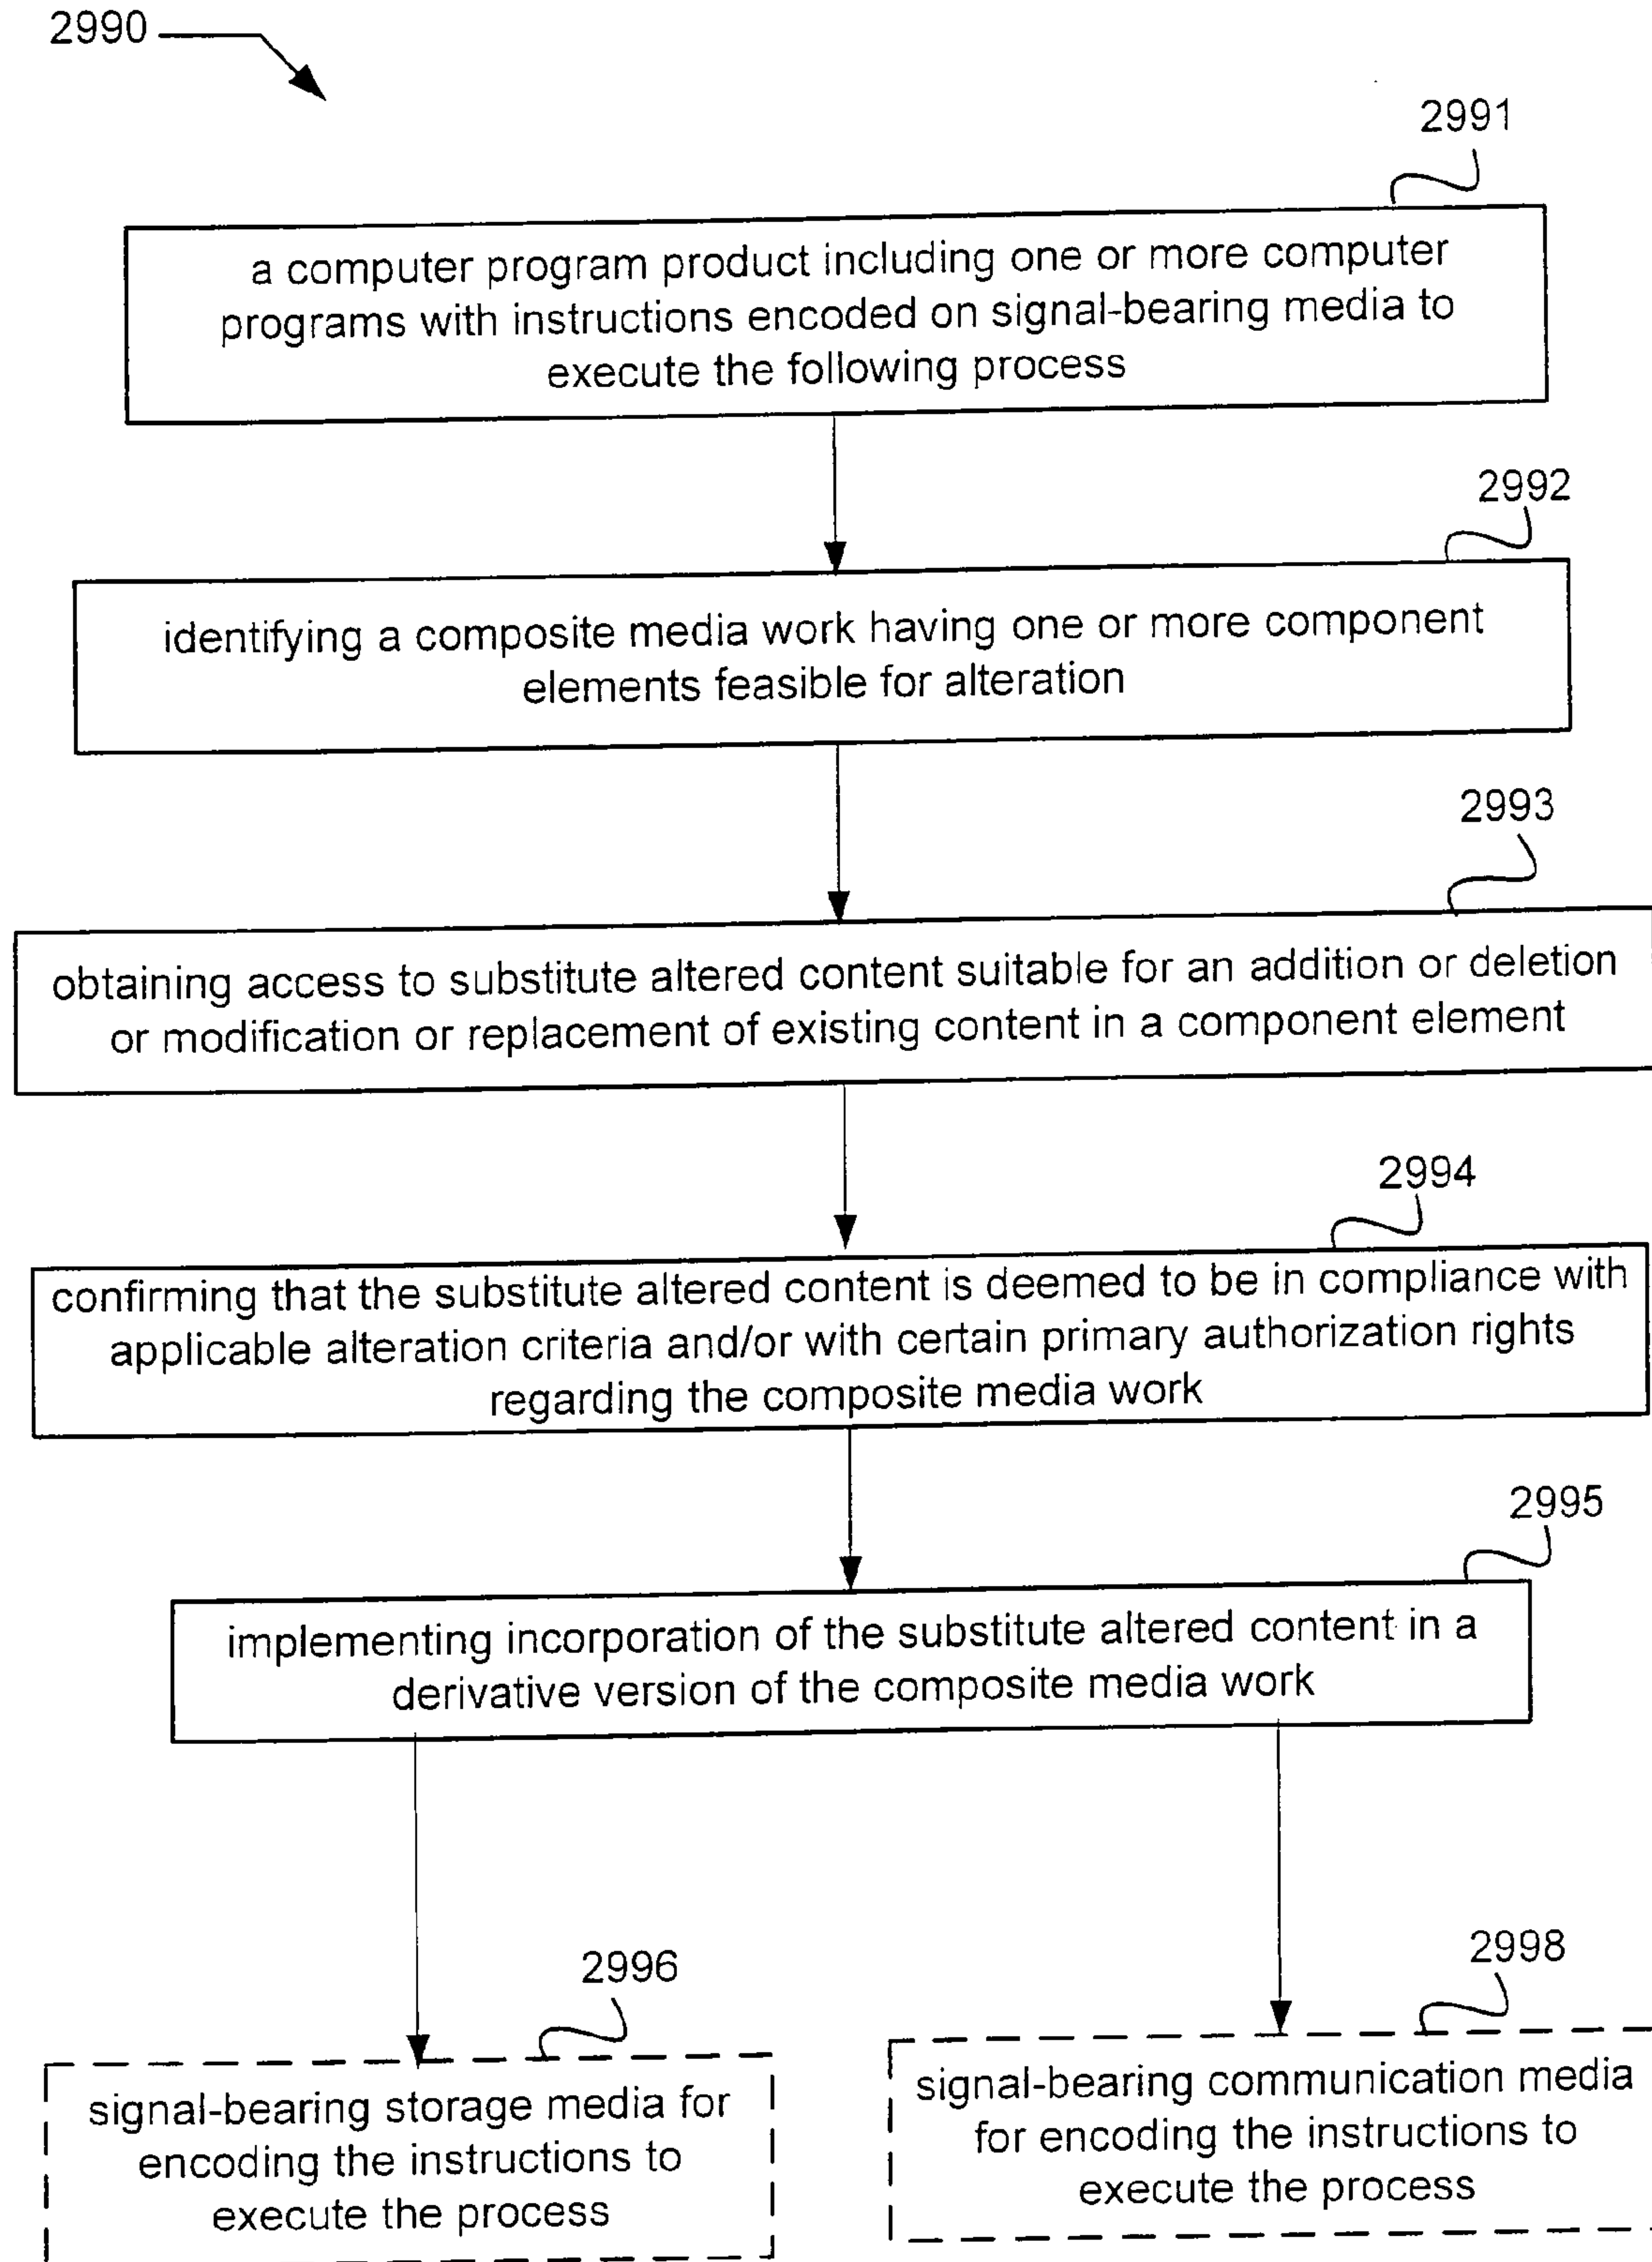 2990
2991
a computer program product including one or more computer
programs with instructions encoded on signal-bearing media to
execute the following process
2992
identifying a composite media work having one or more component
elements feasible for alteration
2993
obtaining access to substitute altered content suitable for an addition or deletion
or modification or replacement of existing content in a component element
2994
confirming that the substitute altered content is deemed to be in compliance with
applicable alteration criteria and/or with certain primary authorization rights
regarding the composite media work
2995
implementing incorporation of the substitute altered content in a
derivative version of the composite media work
2996
signal-bearing storage media for
encoding the instructions to
execute the process
2998
signal-bearing communication media
for encoding the instructions to
execute the process